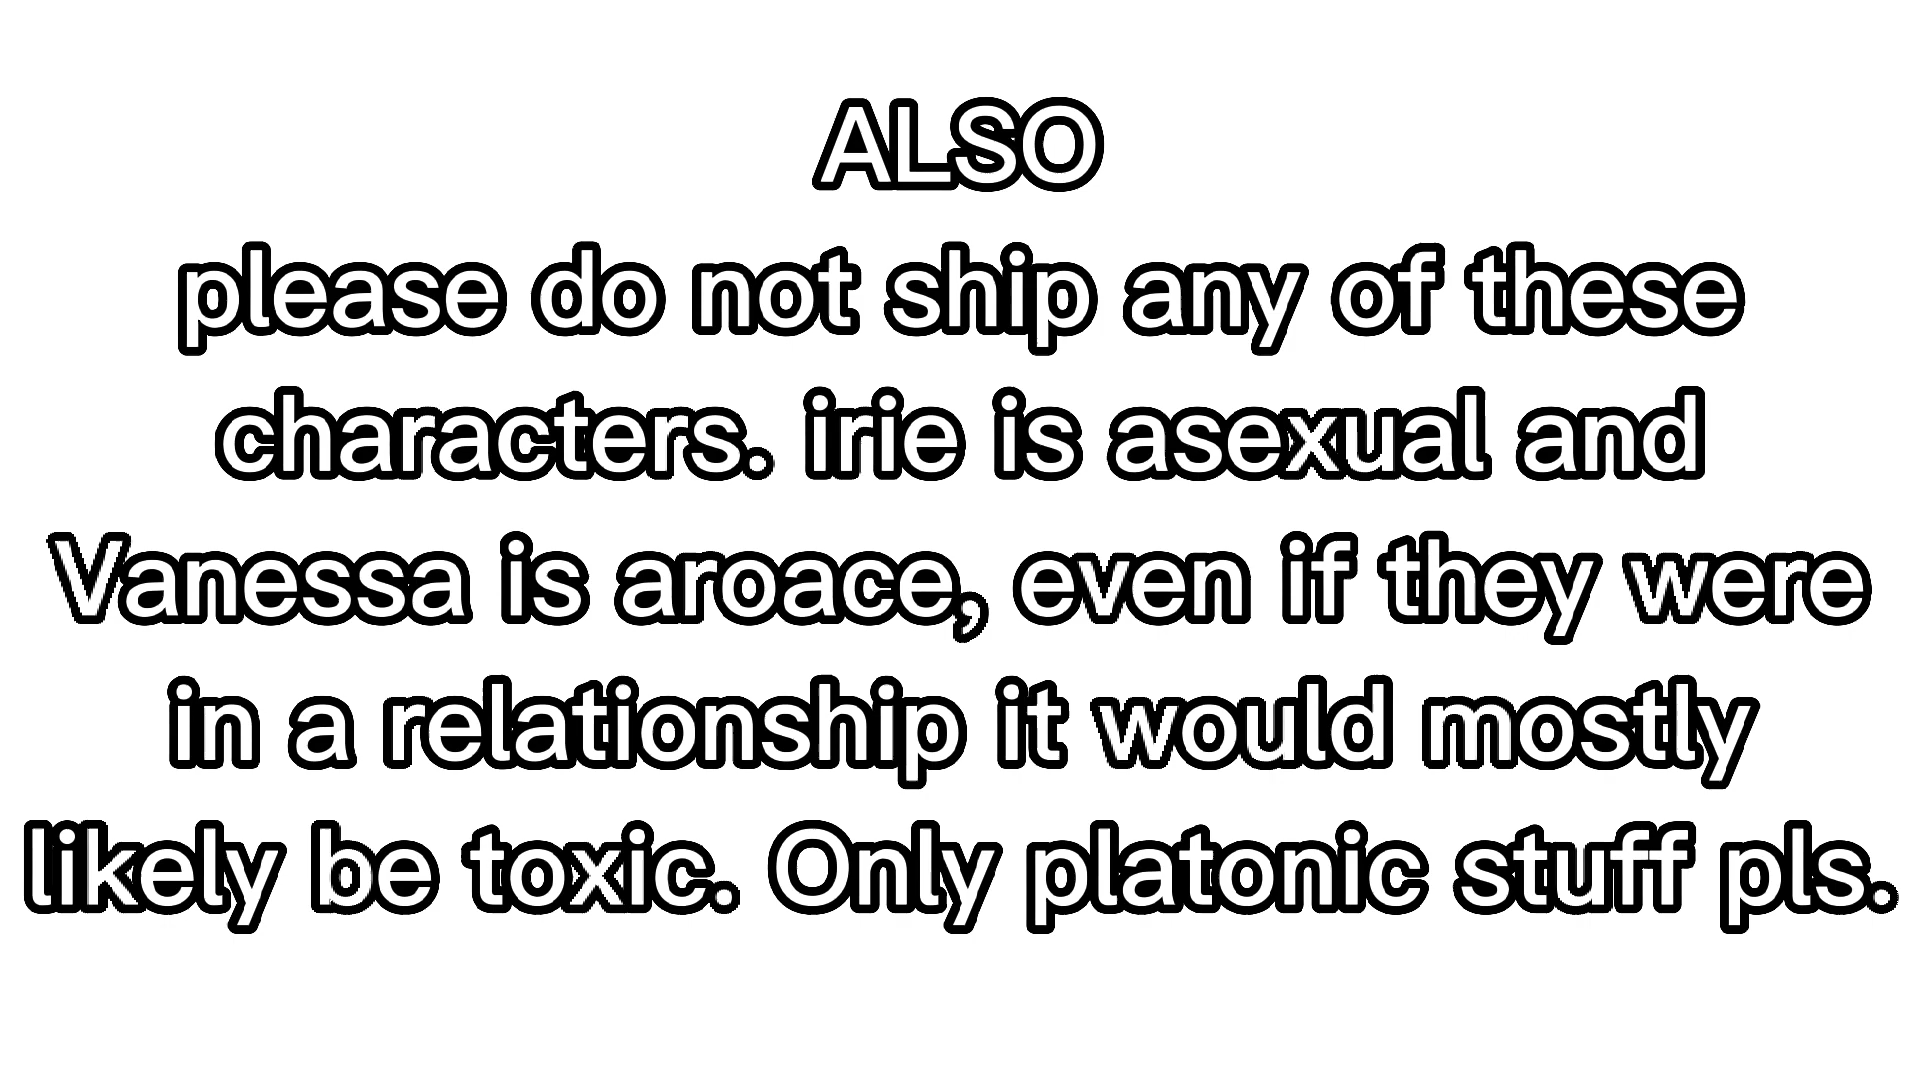 ALSO
please do not ship any of these
characters. irie is asexual and
Vanessa is aroace, even if they were
in a relationship it would mostly
likely be toxic. Only platonic stuff pls.